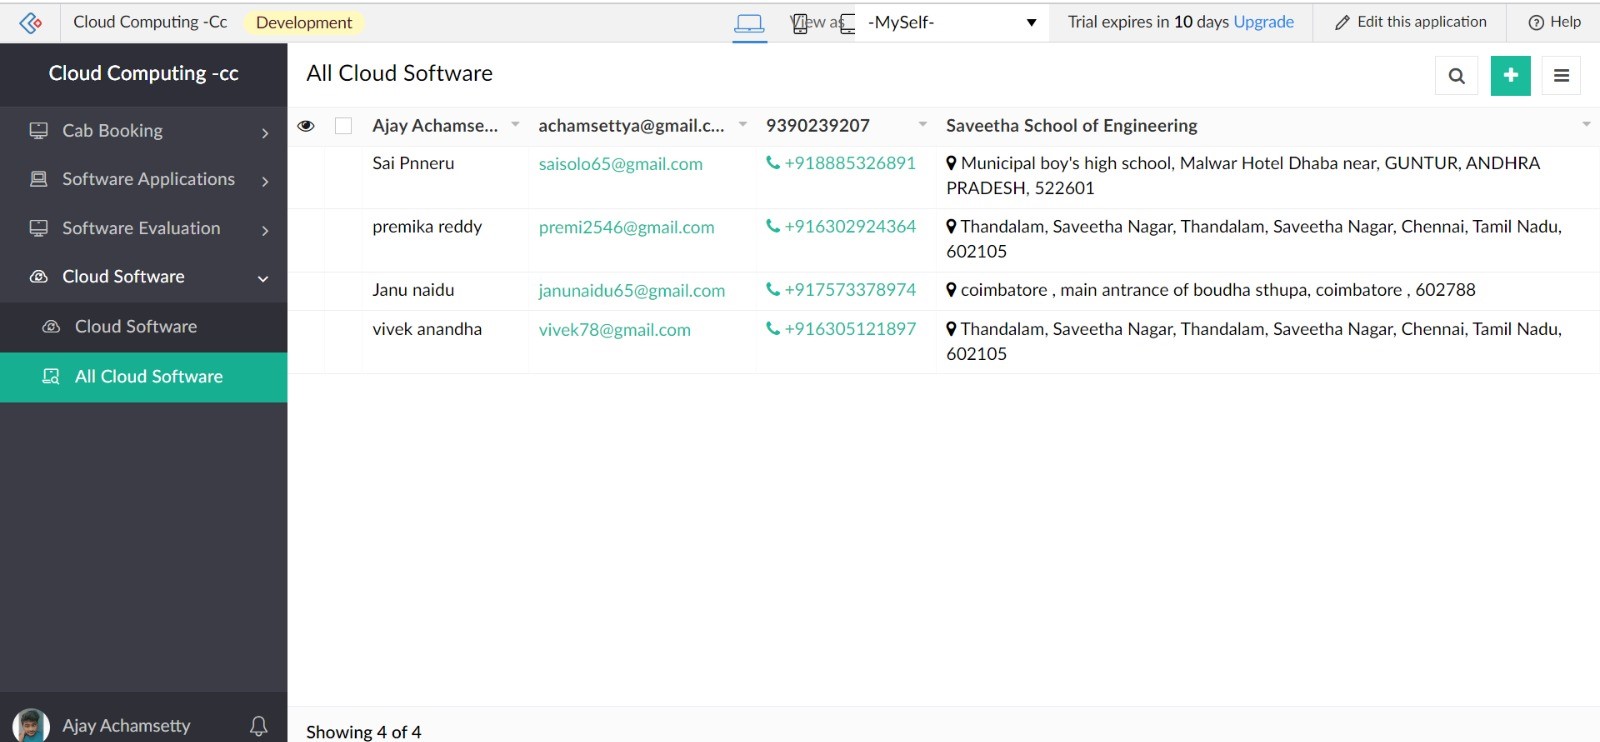 Cloud Computing -Cc Development View as -MySelf- Trial expires in 10 days Upgrade Edit this application Help
Cloud Computing -cc
Cab Booking
Software Applications
Software Evaluation
Cloud Software
Cloud Software
All Cloud Software
Ajay Achamsetty
All Cloud Software
Ajay Achamse... achamsettya@gmail.c... 9390239207 Saveetha School of Engineering
Sai Pnneru saisolo65@gmail.com +918885326891 Municipal boy's high school, Malwar Hotel Dhaba near, GUNTUR, ANDHRA
PRADESH, 522601
premika reddy premi2546@gmail.com +916302924364 Thandalam, Saveetha Nagar, Thandalam, Saveetha Nagar, Chennai, Tamil Nadu,
602105
Janu naidu janunaidu65@gmail.com +917573378974 coimbatore , main antrance of boudha sthupa, coimbatore , 602788
vivek anandha vivek78@gmail.com +916305121897 Thandalam, Saveetha Nagar, Thandalam, Saveetha Nagar, Chennai, Tamil Nadu,
602105
Showing 4 of 4